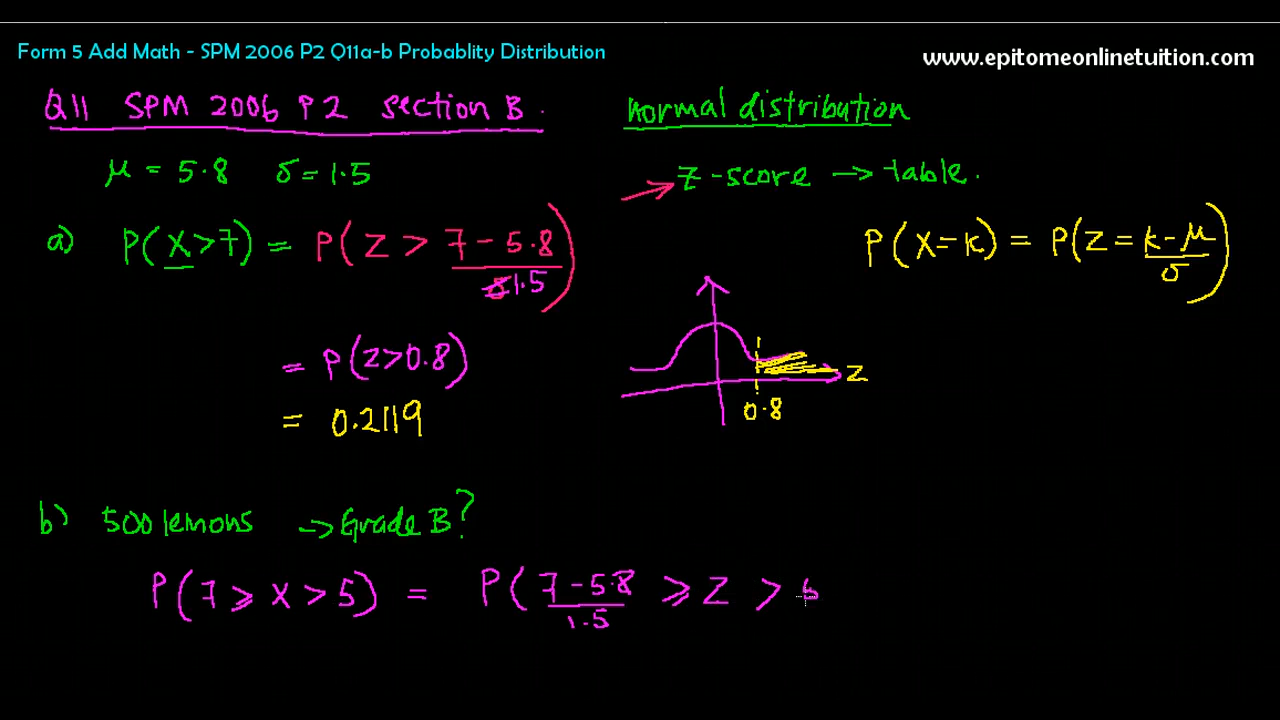 Form 5 Add Math - SPM 2006 P2 Q11a-b Probablity Distribution
www.epitomeonlinetuition.com
Q11 SPM 2006 P2 section B.
normal distribution
μ = 5.8 σ = 1.5
→ z-score → table.
a) P(X>7) = P(Z > (7-5.8)/1.5)
P(X=k) = P(Z = (k-μ)/σ)
= P(Z>0.8)
= 0.2119
Z
0.8
b) 500 lemons → Grade B?
P(7 ⩾ X > 5) = P((7-5.8)/1.5 ⩾ Z >